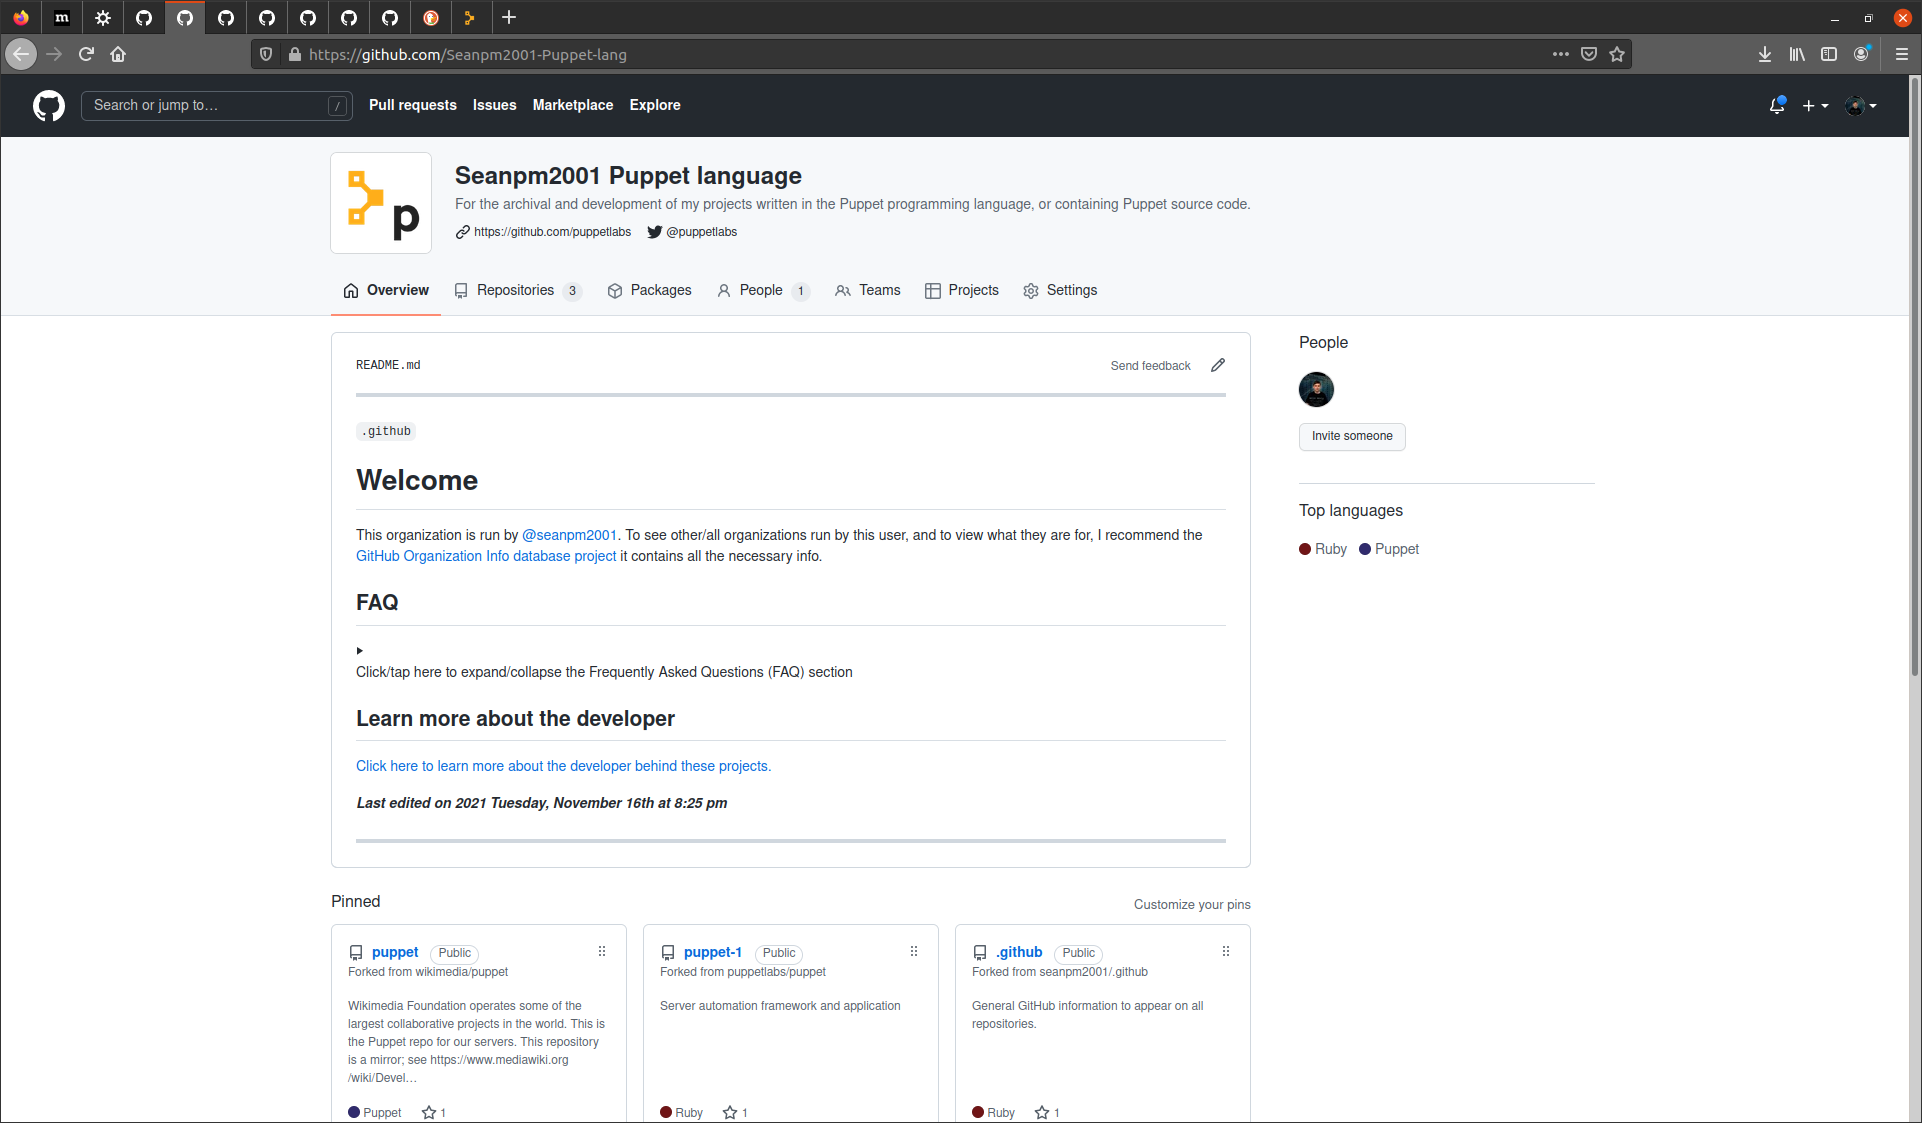 m
https://github.com/Seanpm2001-Puppet-lang
Search or jump to…
/
Pull requests
Issues
Marketplace
Explore
p
Seanpm2001 Puppet language
For the archival and development of my projects written in the Puppet programming language, or containing Puppet source code.
https://github.com/puppetlabs
@puppetlabs
Overview
Repositories 3
Packages
People 1
Teams
Projects
Settings
README.md
Send feedback
.github
Welcome
This organization is run by @seanpm2001. To see other/all organizations run by this user, and to view what they are for, I recommend the
GitHub Organization Info database project it contains all the necessary info.
FAQ
Click/tap here to expand/collapse the Frequently Asked Questions (FAQ) section
Learn more about the developer
Click here to learn more about the developer behind these projects.
Last edited on 2021 Tuesday, November 16th at 8:25 pm
People
Invite someone
Top languages
Ruby
Puppet
Pinned
Customize your pins
puppet Public
Forked from wikimedia/puppet
Wikimedia Foundation operates some of the
largest collaborative projects in the world. This is
the Puppet repo for our servers. This repository
is a mirror; see https://www.mediawiki.org
/wiki/Devel…
Puppet 1
puppet-1 Public
Forked from puppetlabs/puppet
Server automation framework and application
Ruby 1
.github Public
Forked from seanpm2001/.github
General GitHub information to appear on all
repositories.
Ruby 1